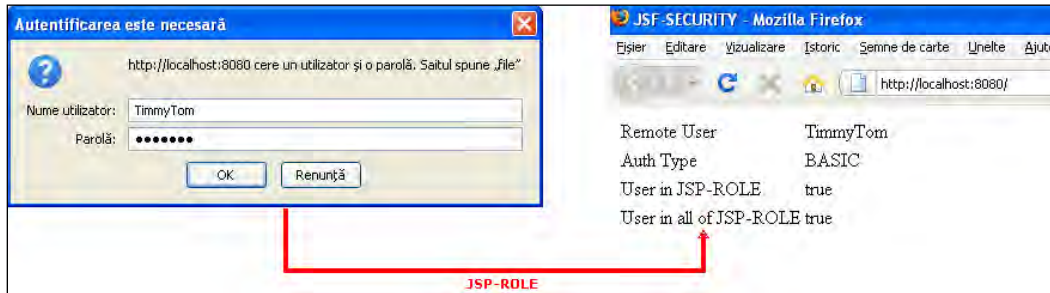 Autentificarea este necesară
http://localhost:8080 cere un utilizator și o parolă. Saitul spune „file”
Nume utilizator: TimmyTom
Parolă: ●●●●●●●
OK Renunță
JSF-SECURITY - Mozilla Firefox
Fișier Editare Vizualizare Istoric Semne de carte Unelte
http://localhost:8080/
Remote User TimmyTom
Auth Type BASIC
User in JSP-ROLE true
User in all of JSP-ROLE true
JSP-ROLE